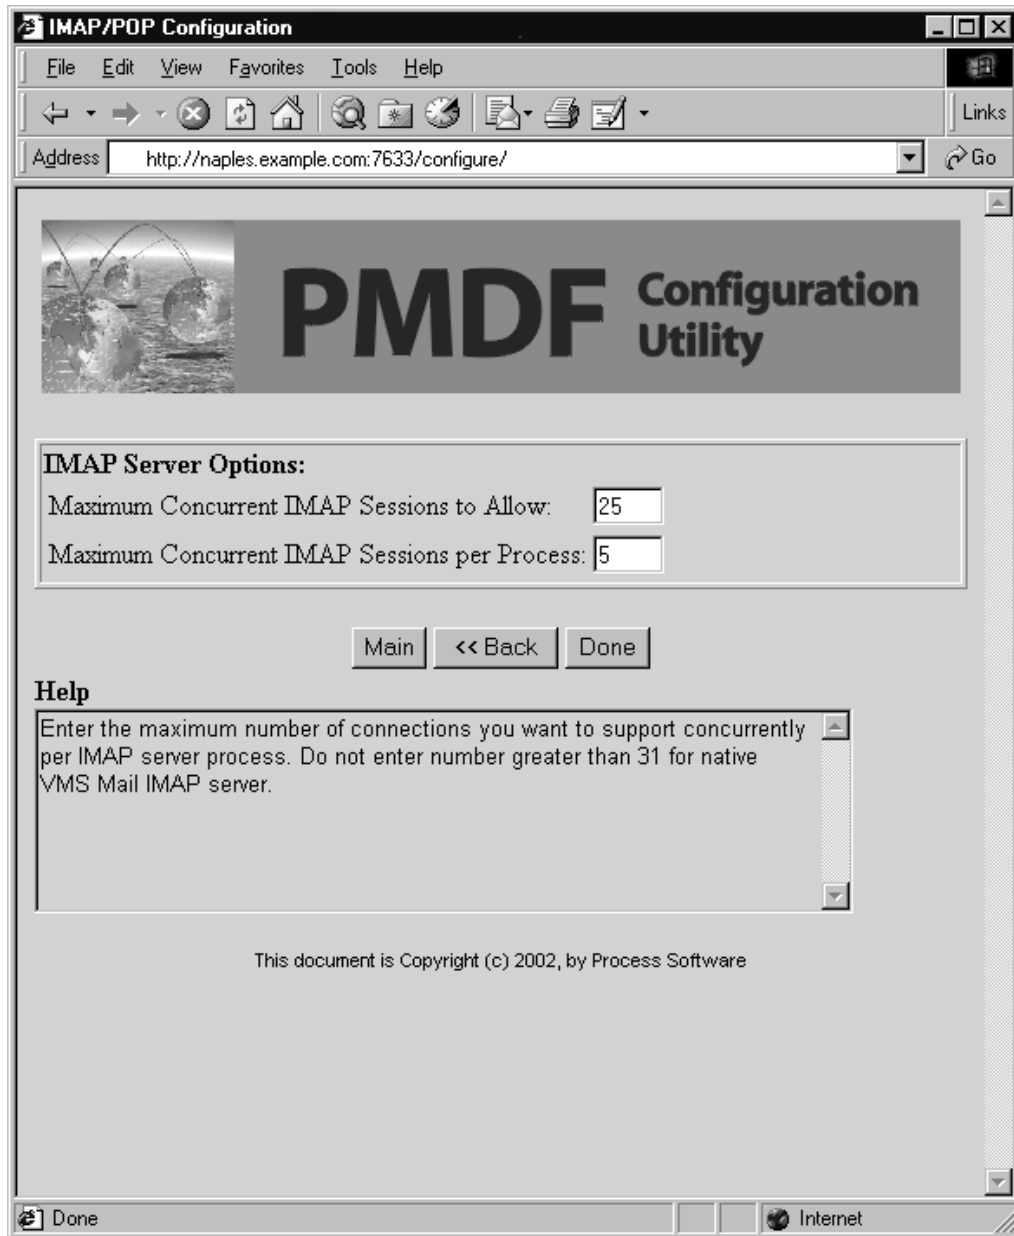 IMAP/POP Configuration
File Edit View Favorites Tools Help
Links
Address http://naples.example.com:7633/configure/ Go
PMDF Configuration
Utility
IMAP Server Options:
Maximum Concurrent IMAP Sessions to Allow: 25
Maximum Concurrent IMAP Sessions per Process: 5
Main << Back Done
Help
Enter the maximum number of connections you want to support concurrently
per IMAP server process. Do not enter number greater than 31 for native
VMS Mail IMAP server.
This document is Copyright (c) 2002, by Process Software
Done Internet